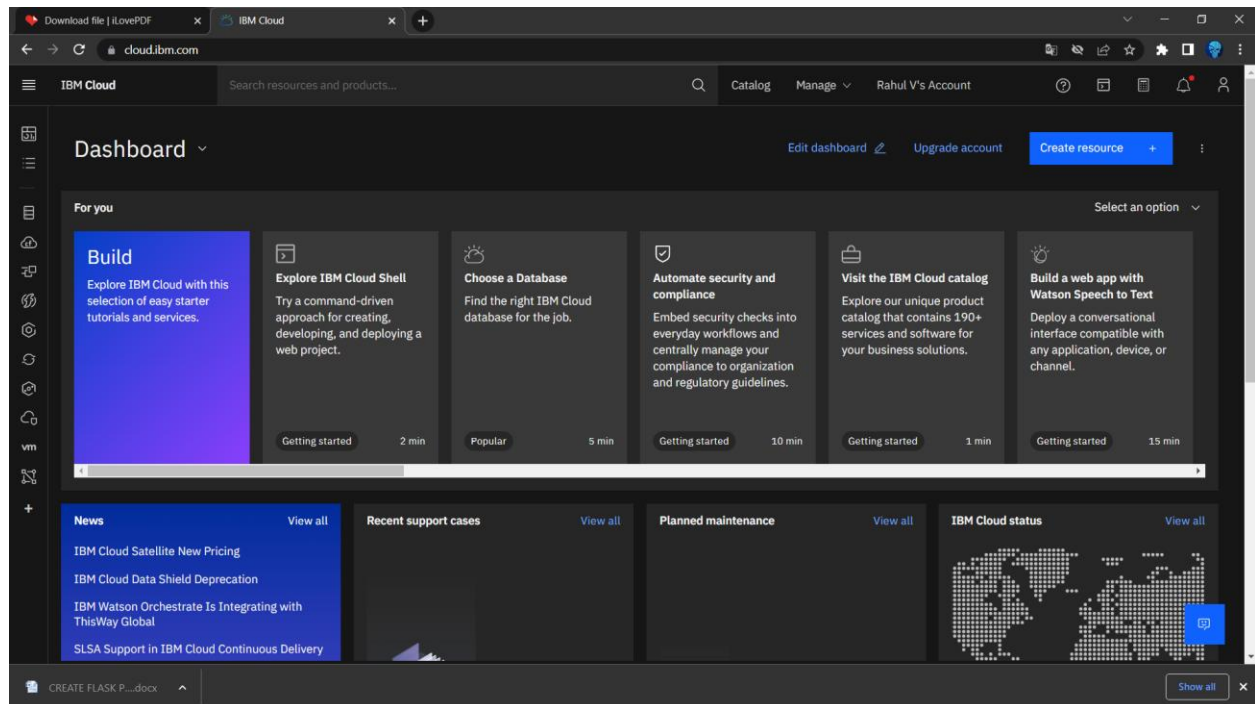 Download file | iLovePDF
IBM Cloud
cloud.ibm.com
IBM Cloud
Search resources and products...
Catalog
Manage
Rahul V's Account
Dashboard
Edit dashboard
Upgrade account
Create resource +
For you
Select an option
Build
Explore IBM Cloud with this
selection of easy starter
tutorials and services.
Explore IBM Cloud Shell
Try a command-driven
approach for creating,
developing, and deploying a
web project.
Getting started
2 min
Choose a Database
Find the right IBM Cloud
database for the job.
Popular
5 min
Automate security and
compliance
Embed security checks into
everyday workflows and
centrally manage your
compliance to organization
and regulatory guidelines.
Getting started
10 min
Visit the IBM Cloud catalog
Explore our unique product
catalog that contains 190+
services and software for
your business solutions.
Getting started
1 min
Build a web app with
Watson Speech to Text
Deploy a conversational
interface compatible with
any application, device, or
channel.
Getting started
15 min
vm
News
View all
IBM Cloud Satellite New Pricing
IBM Cloud Data Shield Deprecation
IBM Watson Orchestrate Is Integrating with
ThisWay Global
SLSA Support in IBM Cloud Continuous Delivery
Recent support cases
View all
Planned maintenance
View all
IBM Cloud status
View all
CREATE FLASK P....docx
Show all